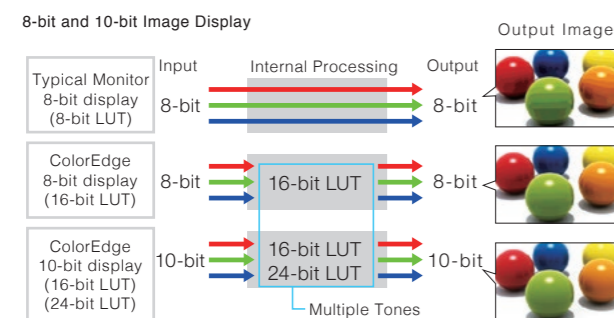 8-bit and 10-bit Image Display
Output Image
Input
Internal Processing
Output
Typical Monitor
8-bit display
(8-bit LUT)
8-bit
8-bit
ColorEdge
8-bit display
(16-bit LUT)
8-bit
16-bit LUT
8-bit
ColorEdge
10-bit display
(16-bit LUT)
(24-bit LUT)
10-bit
16-bit LUT
24-bit LUT
10-bit
Multiple Tones